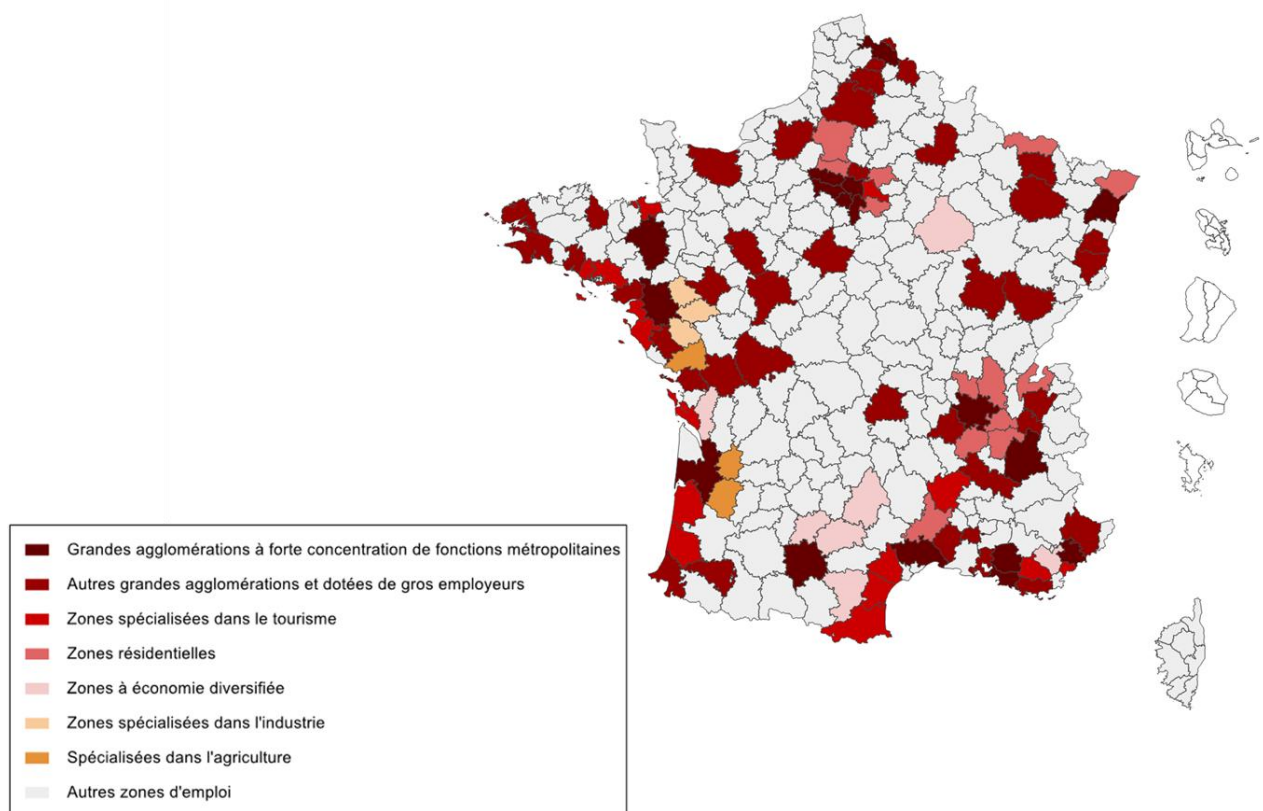 Grandes agglomérations à forte concentration de fonctions métropolitaines
Autres grandes agglomérations et dotées de gros employeurs
Zones spécialisées dans le tourisme
Zones résidentielles
Zones à économie diversifiée
Zones spécialisées dans l'industrie
Spécialisées dans l'agriculture
Autres zones d'emploi